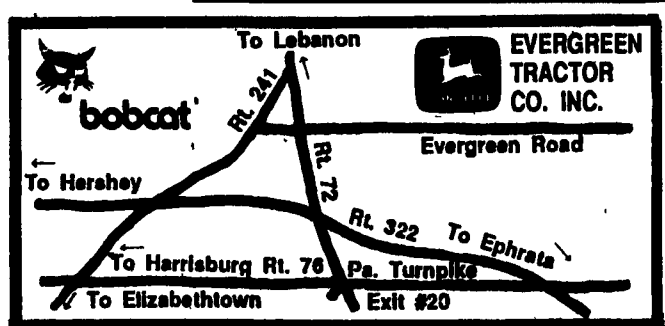 To Lebanon
bobcat
EVERGREEN
TRACTOR
CO. INC.
Rt. 241
Evergreen Road
Rt. 72
To Hershey
Rt. 322
To Ephrata
To Harrisburg Rt. 76
Pa. Turnpike
To Elizabethtown
Exit #20